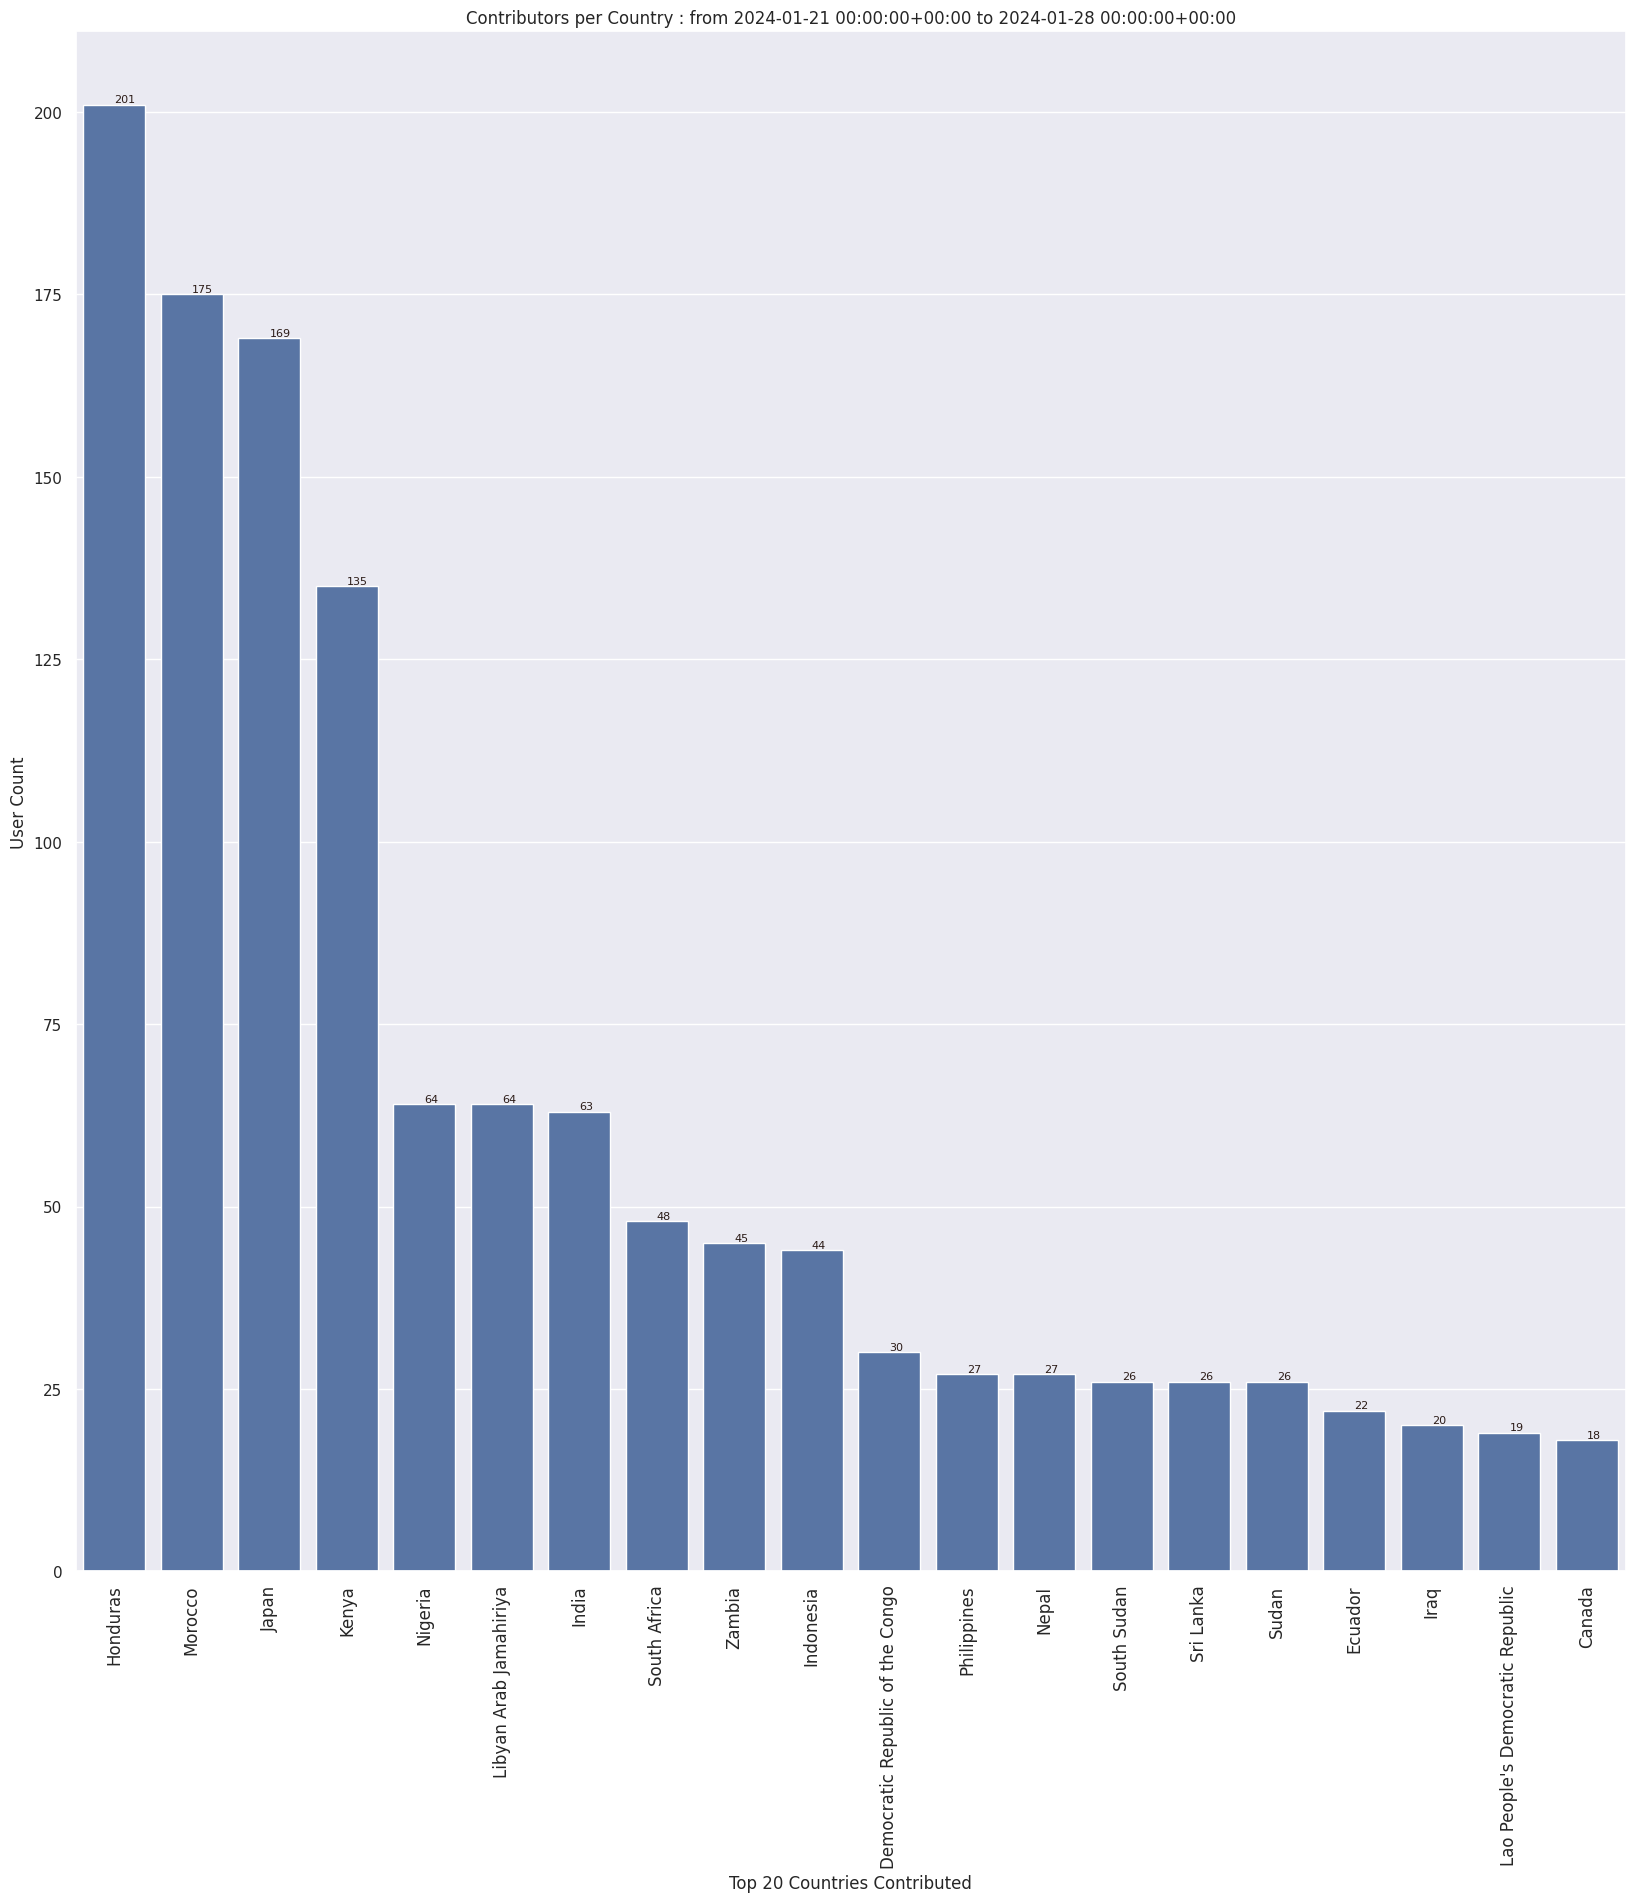 Contributors per Country : from 2024-01-21 00:00:00+00:00 to 2024-01-28 00:00:00+00:00
User Count
200
175
150
125
100
75
50
25
0
201
175
169
135
64
64
63
48
45
44
30
27
27
26
26
26
22
20
19
18
Honduras
Morocco
Japan
Kenya
Nigeria
Libyan Arab Jamahiriya
India
South Africa
Zambia
Indonesia
Democratic Republic of the Congo
Philippines
Nepal
South Sudan
Sri Lanka
Sudan
Ecuador
Iraq
Lao People's Democratic Republic
Canada
Top 20 Countries Contributed